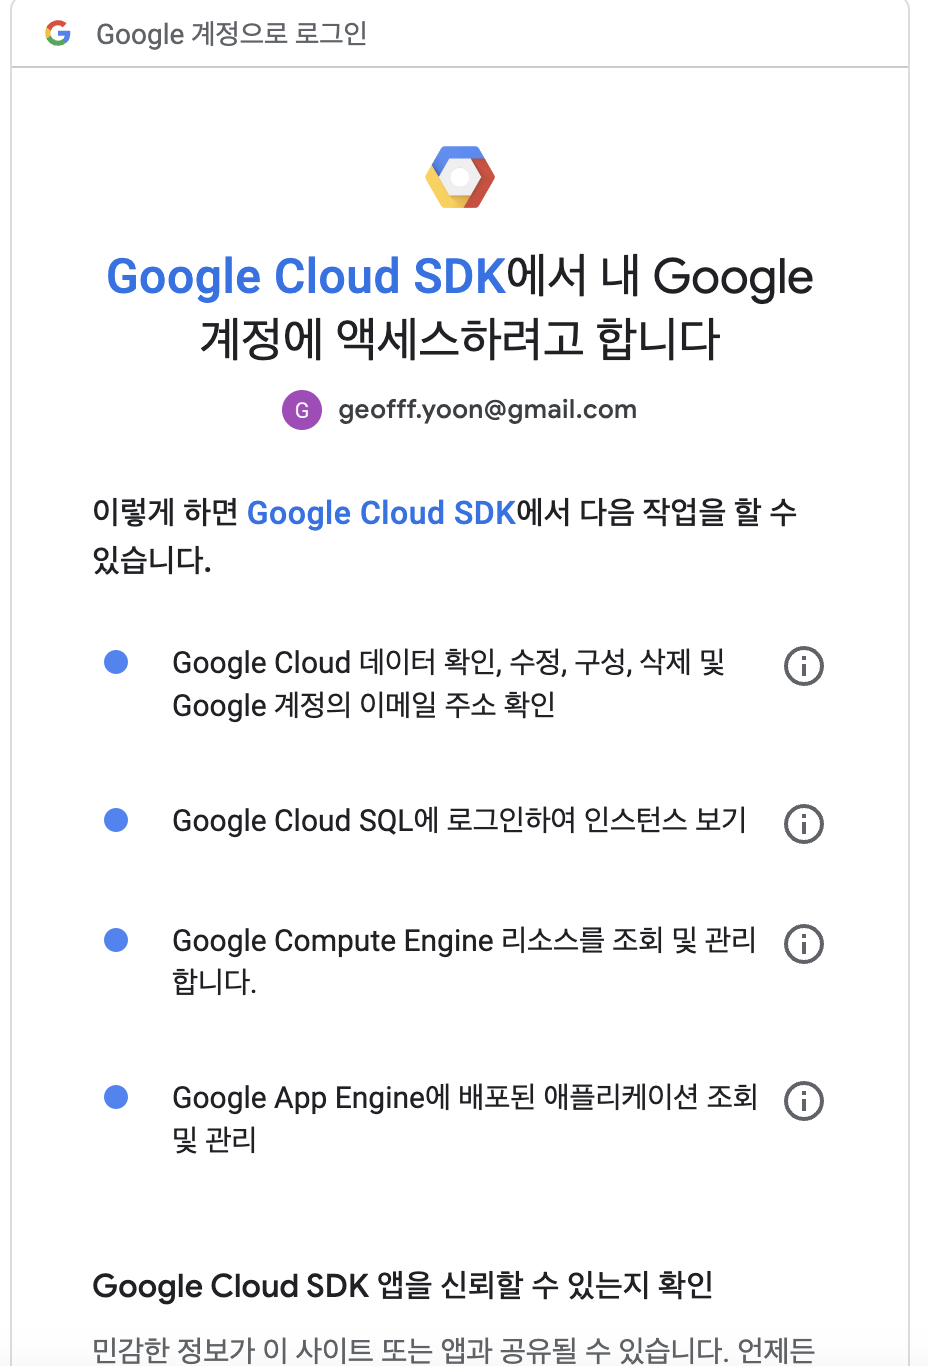 Google 계정으로 로그인
Google Cloud SDK에서 내 Google
계정에 액세스하려고 합니다
G geofff.yoon@gmail.com
이렇게 하면 Google Cloud SDK에서 다음 작업을 할 수
있습니다.
Google Cloud 데이터 확인, 수정, 구성, 삭제 및
Google 계정의 이메일 주소 확인
Google Cloud SQL에 로그인하여 인스턴스 보기
Google Compute Engine 리소스를 조회 및 관리
합니다.
Google App Engine에 배포된 애플리케이션 조회
및 관리
Google Cloud SDK 앱을 신뢰할 수 있는지 확인
민감한 정보가 이 사이트 또는 앱과 공유될 수 있습니다. 언제든